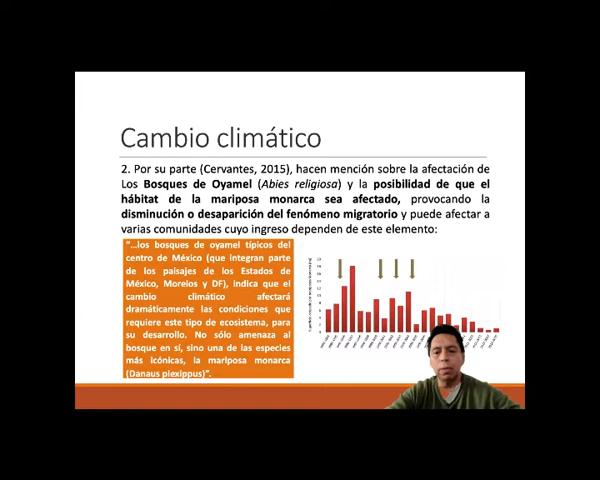 Cambio climático
2. Por su parte (Cervantes, 2015), hacen mención sobre la afectación de
Los Bosques de Oyamel (Abies religiosa) y la posibilidad de que el
hábitat de la mariposa monarca sea afectado, provocando la
disminución o desaparición del fenómeno migratorio y puede afectar a
varias comunidades cuyo ingreso dependen de este elemento:
"...los bosques de oyamel típicos del
centro de México (que integran parte
de los paisajes de los Estados de
México, Morelos y DF), indica que el
cambio climático afectará
dramáticamente las condiciones que
requiere este tipo de ecosistema, para
su desarrollo. No sólo amenaza al
bosque en sí, sino una de las especies
más icónicas, la mariposa monarca
(Danaus plexippus)".